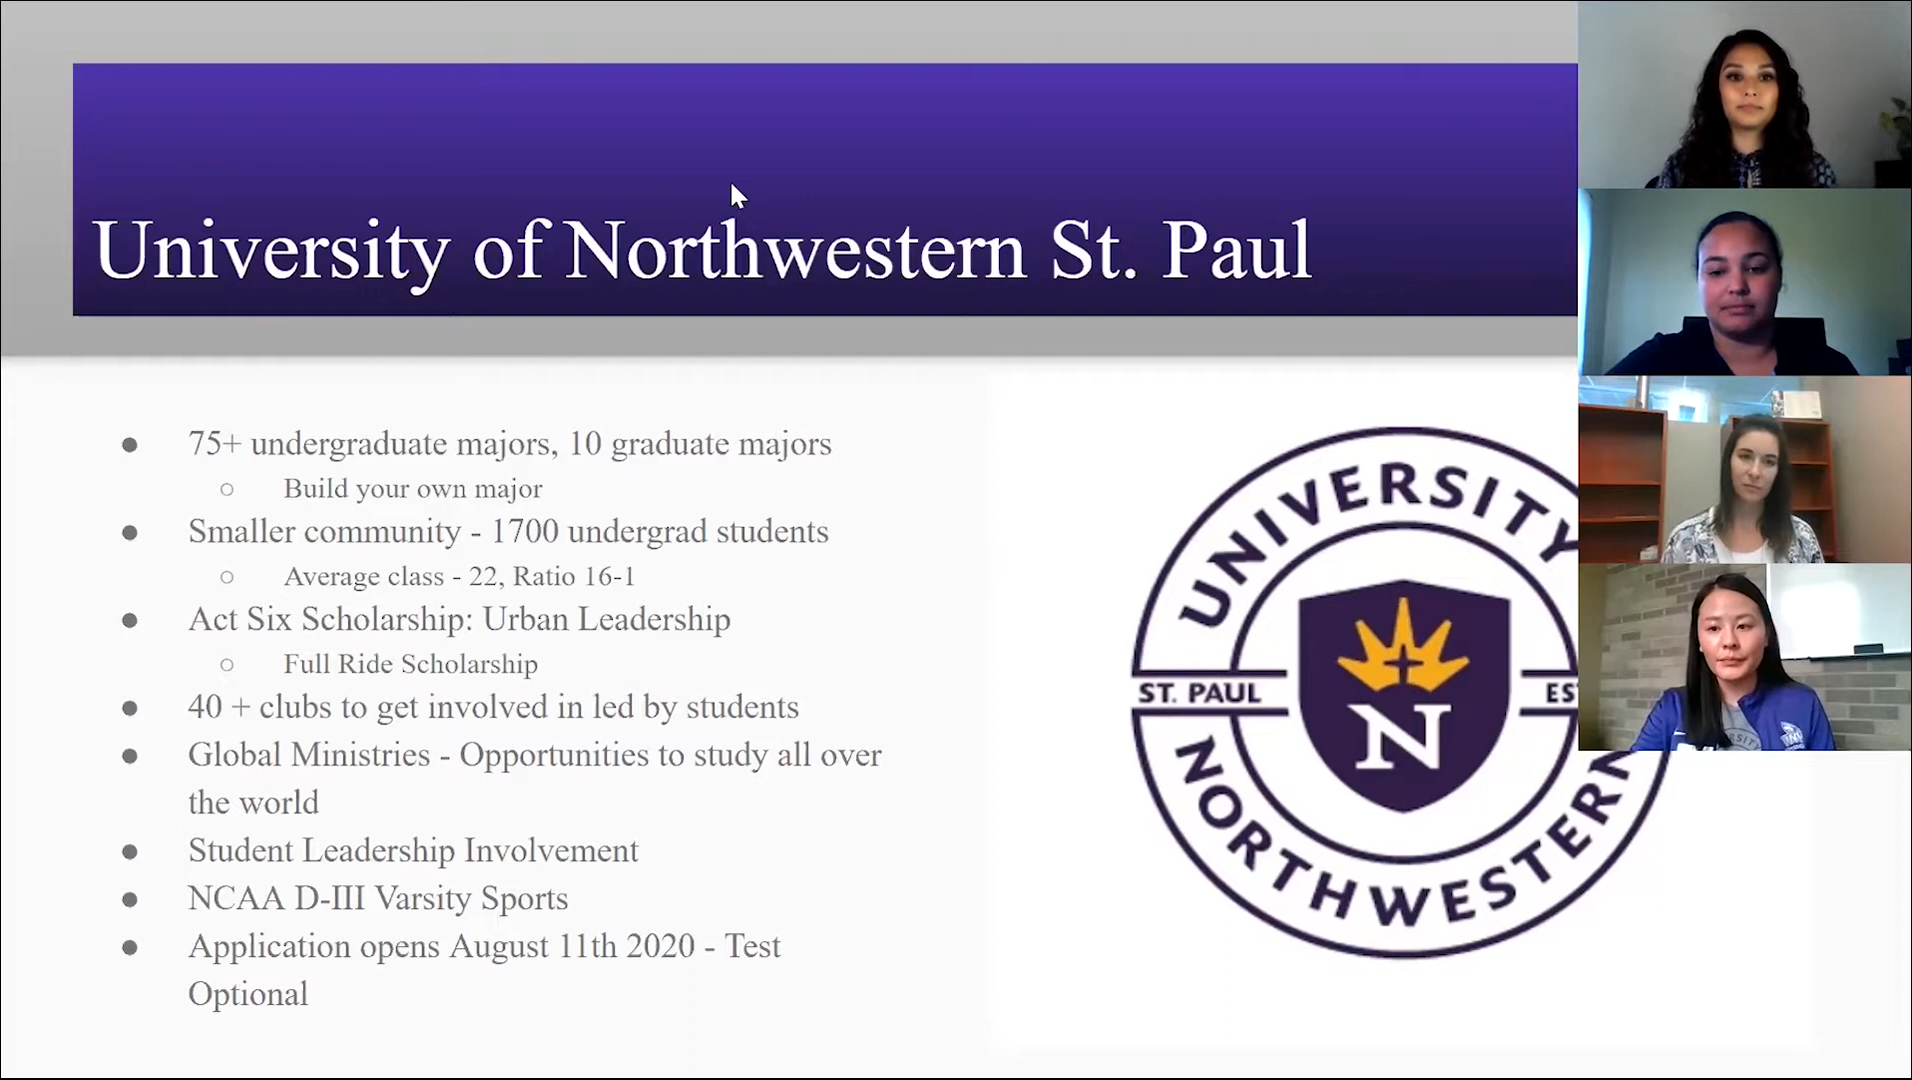 University of Northwestern St. Paul
● 75+ undergraduate majors, 10 graduate majors
○ Build your own major
● Smaller community - 1700 undergrad students
○ Average class - 22, Ratio 16-1
● Act Six Scholarship: Urban Leadership
○ Full Ride Scholarship
● 40 + clubs to get involved in led by students
● Global Ministries - Opportunities to study all over
the world
● Student Leadership Involvement
● NCAA D-III Varsity Sports
● Application opens August 11th 2020 - Test
Optional
UNIVERSITY
ST. PAUL
N
NORTHWESTERN